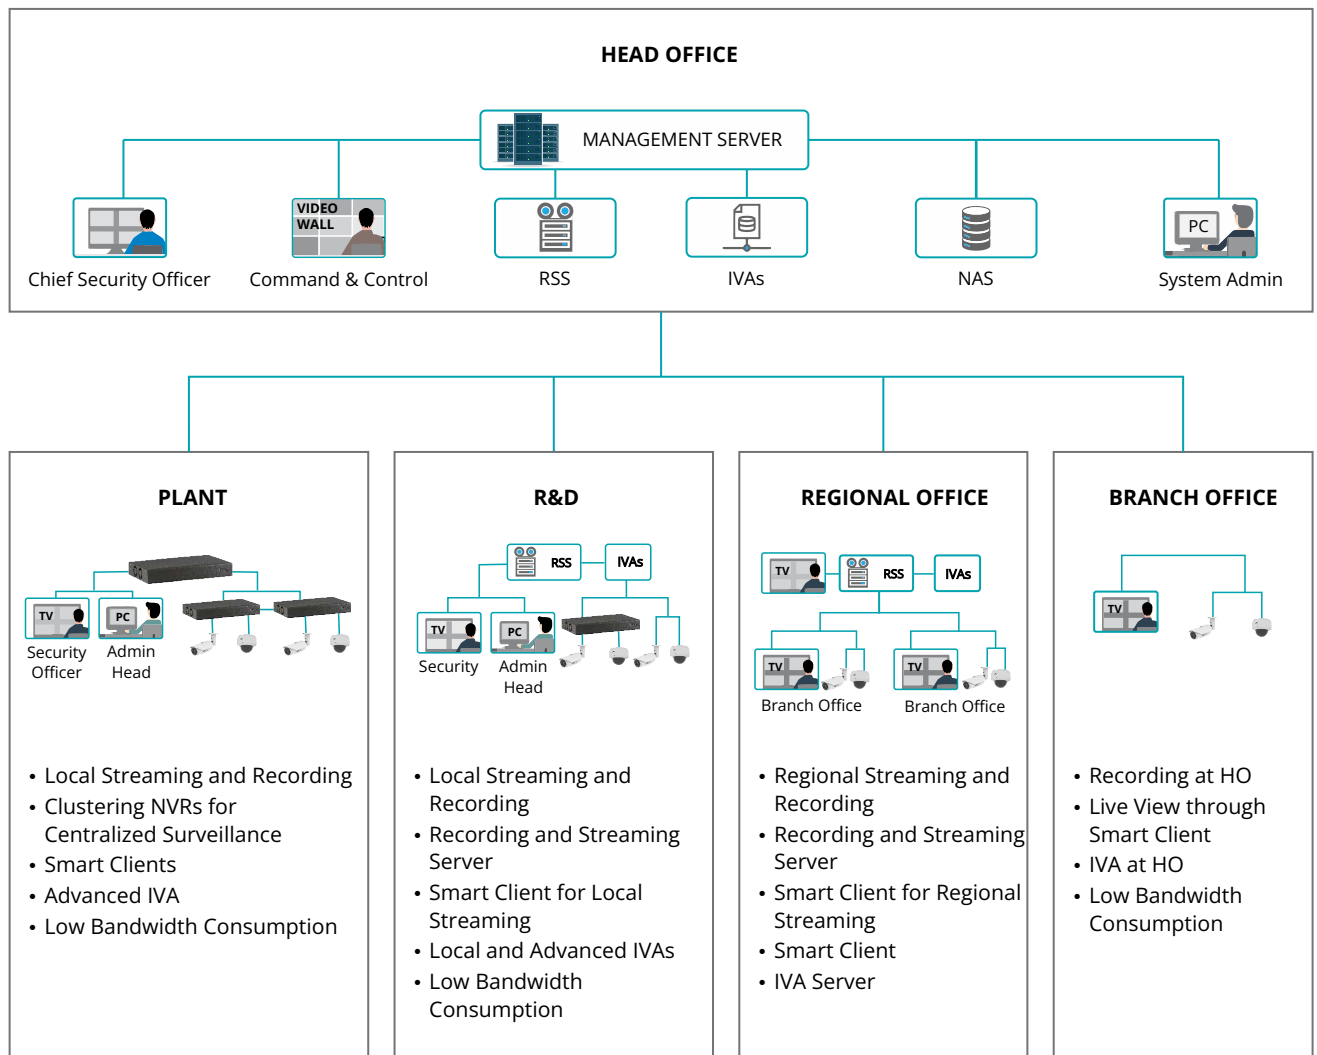 HEAD OFFICE
MANAGEMENT SERVER
VIDEO
WALL
PC
Chief Security Officer
Command & Control
RSS
IVAs
NAS
System Admin
PLANT
TV
PC
Security
Officer
Admin
Head
• Local Streaming and Recording
• Clustering NVRs for
Centralized Surveillance
• Smart Clients
• Advanced IVA
• Low Bandwidth Consumption
R&D
RSS
IVAs
TV
PC
Security
Admin
Head
• Local Streaming and
Recording
• Recording and Streaming
Server
• Smart Client for Local
Streaming
• Local and Advanced IVAs
• Low Bandwidth
Consumption
REGIONAL OFFICE
TV
RSS
IVAs
TV
TV
Branch Office
Branch Office
• Regional Streaming and
Recording
• Recording and Streaming
Server
• Smart Client for Regional
Streaming
• Smart Client
• IVA Server
BRANCH OFFICE
TV
• Recording at HO
• Live View through
Smart Client
• IVA at HO
• Low Bandwidth
Consumption